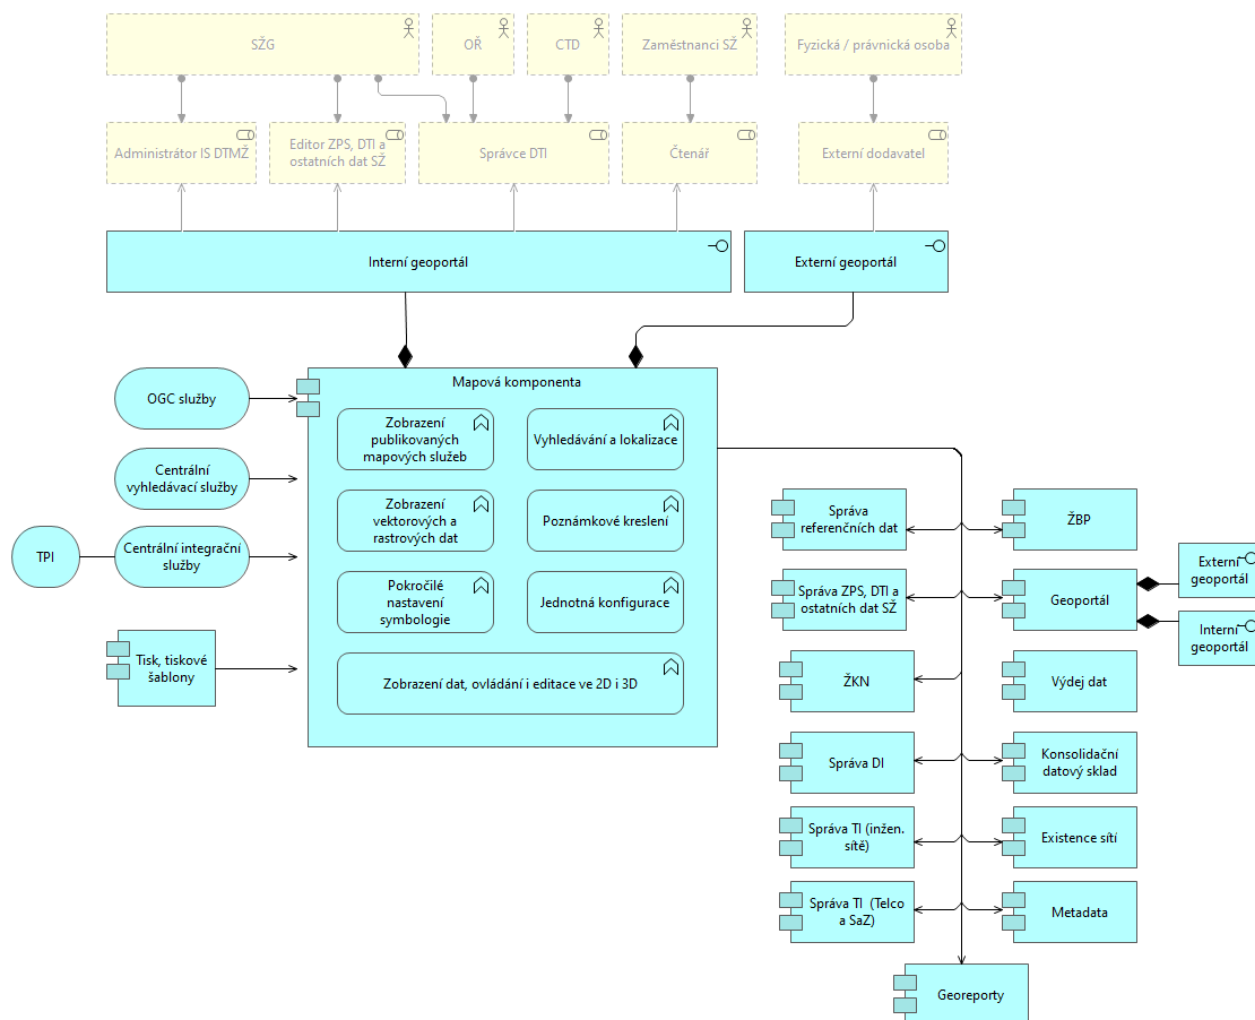 SŽG
OŘ
CTD
Zaměstnanci SŽ
Fyzická / právnická osoba
Administrátor IS DTMŽ
Editor ZPS, DTI a
ostatních dat SŽ
Správce DTI
Čtenář
Externí dodavatel
Interní geoportál
Externí geoportál
Mapová komponenta
OGC služby
Centrální
vyhledávací služby
TPI
Centrální integrační
služby
Tisk, tiskové
šablony
Zobrazení
publikovaných
mapových služeb
Vyhledávání a lokalizace
Zobrazení
vektorových a
rastrových dat
Poznámkové kreslení
Pokročilé
nastavení
symbologie
Jednotná konfigurace
Zobrazení dat, ovládání i editace ve 2D i 3D
Správa
referenčních dat
ŽBP
Správa ZPS, DTI a
ostatních dat SŽ
Geoportál
Externí
geoportál
Interní
geoportál
ŽKN
Výdej dat
Správa DI
Konsolidační
datový sklad
Správa TI (inžen.
sítě)
Existence sítí
Správa TI (Telco
a SaZ)
Metadata
Georeporty